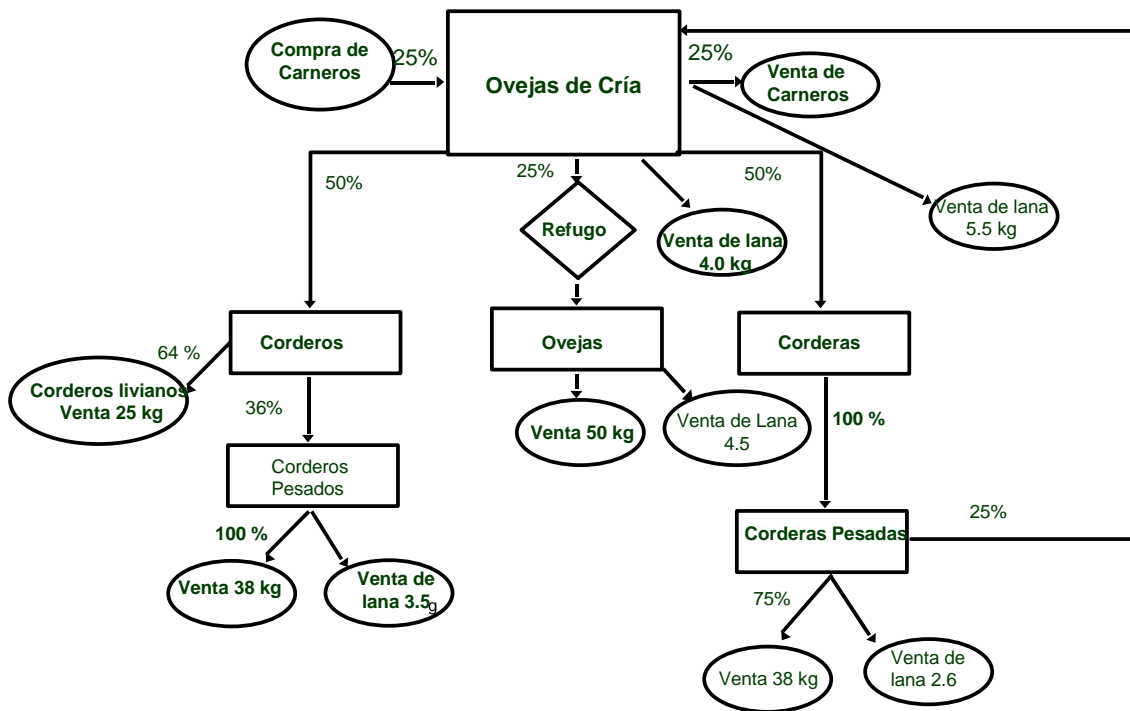 Compra de
Carneros
25%
Ovejas de Cría
25%
Venta de
Carneros
50%
25%
50%
Refugo
Venta de lana
4.0 kg
Venta de lana
5.5 kg
Corderos
Ovejas
Corderas
64 %
Corderos livianos
Venta 25 kg
36%
Venta 50 kg
Venta de Lana
4.5
100 %
Corderos
Pesados
100 %
Venta 38 kg
Venta de
lana 3.5g
Corderas Pesadas
25%
75%
Venta 38 kg
Venta de
lana 2.6